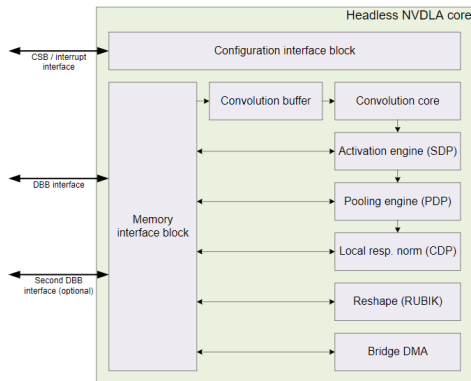 Headless NVDLA core
Configuration interface block
CSB / interrupt
interface
Convolution buffer
Convolution core
Activation engine (SDP)
DBB interface
Pooling engine (PDP)
Memory
interface block
Local resp. norm (CDP)
Second DBB
interface (optional)
Reshape (RUBIK)
Bridge DMA